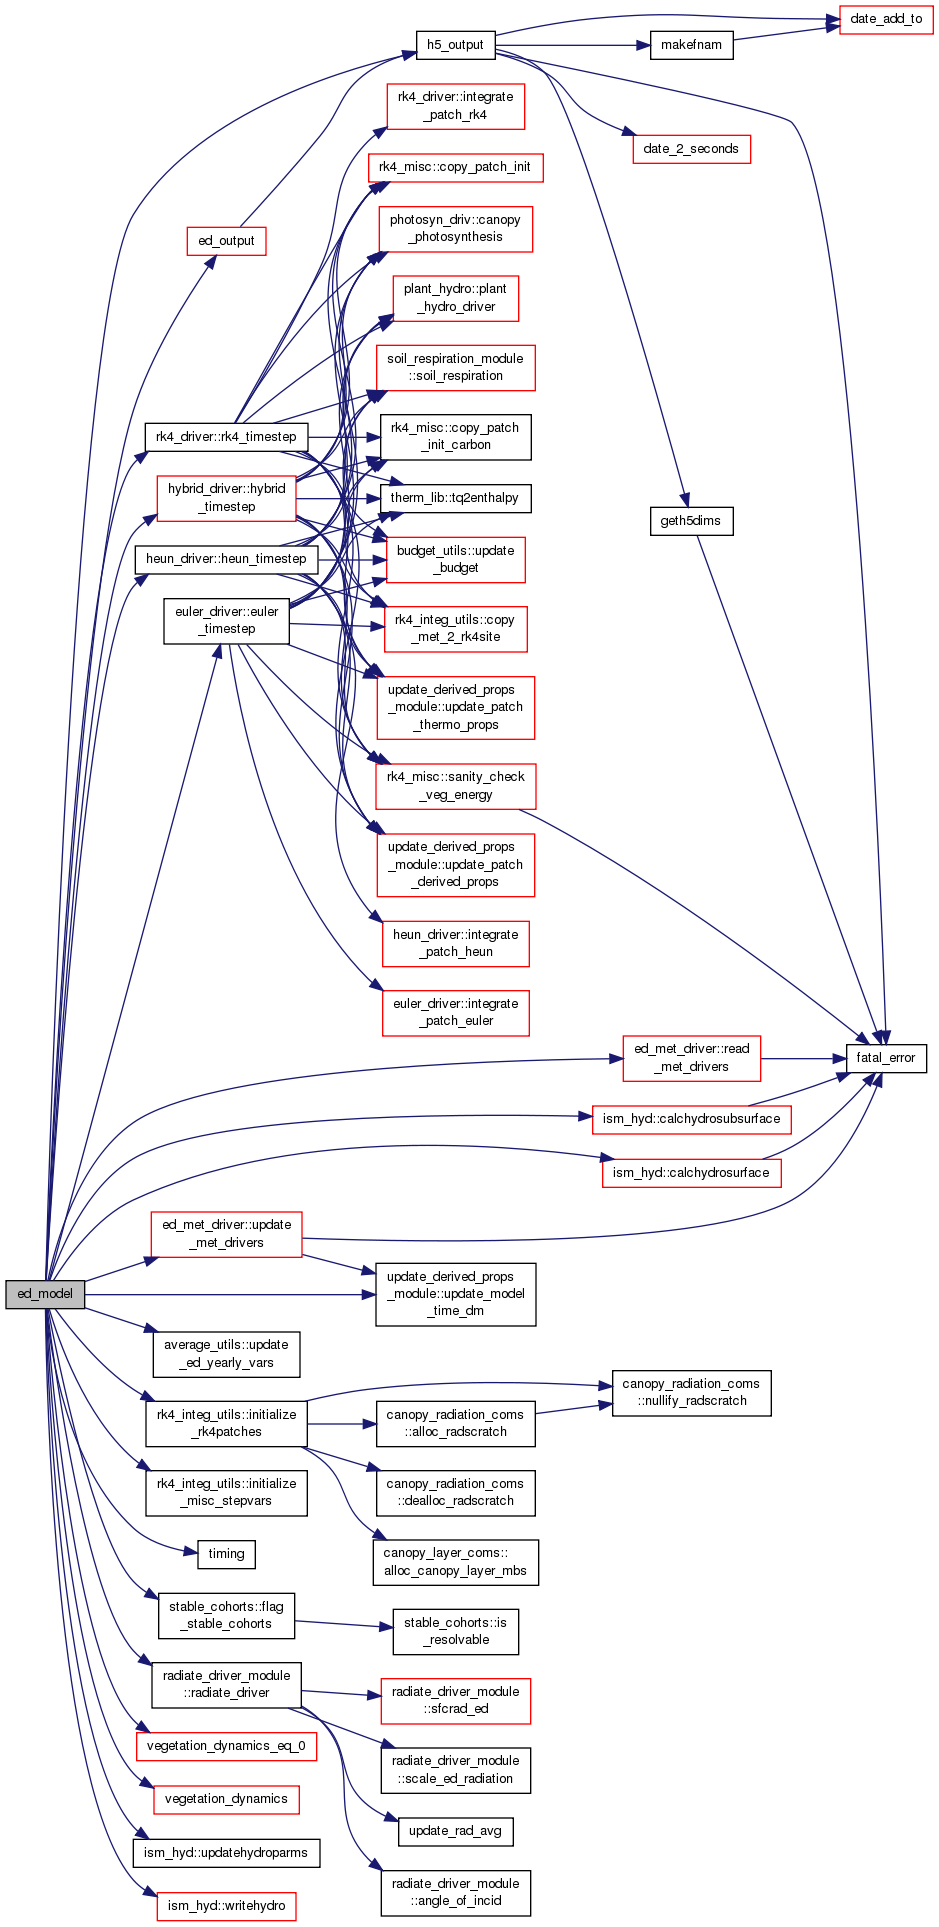 date_add_to
h5_output
makefnam
rk4_driver::integrate
_patch_rk4
date_2_seconds
rk4_misc::copy_patch_init
photosyn_driv::canopy
_photosynthesis
ed_output
plant_hydro::plant
_hydro_driver
soil_respiration_module
::soil_respiration
rk4_driver::rk4_timestep
rk4_misc::copy_patch
_init_carbon
hybrid_driver::hybrid
_timestep
therm_lib::tq2enthalpy
geth5dims
heun_driver::heun_timestep
budget_utils::update
_budget
euler_driver::euler
_timestep
rk4_integ_utils::copy
_met_2_rk4site
update_derived_props
_module::update_patch
_thermo_props
rk4_misc::sanity_check
_veg_energy
update_derived_props
_module::update_patch
_derived_props
heun_driver::integrate
_patch_heun
euler_driver::integrate
_patch_euler
ed_met_driver::read
_met_drivers
fatal_error
ism_hyd::calchydrosubsurface
ism_hyd::calchydrosurface
ed_met_driver::update
_met_drivers
ed_model
update_derived_props
_module::update_model
_time_dm
average_utils::update
_ed_yearly_vars
canopy_radiation_coms
::nullify_radscratch
rk4_integ_utils::initialize
_rk4patches
canopy_radiation_coms
::alloc_radscratch
rk4_integ_utils::initialize
_misc_stepvars
canopy_radiation_coms
::dealloc_radscratch
timing
canopy_layer_coms::
alloc_canopy_layer_mbs
stable_cohorts::flag
_stable_cohorts
stable_cohorts::is
_resolvable
radiate_driver_module
::radiate_driver
radiate_driver_module
::sfcrad_ed
vegetation_dynamics_eq_0
radiate_driver_module
::scale_ed_radiation
vegetation_dynamics
update_rad_avg
ism_hyd::updatehydroparms
radiate_driver_module
::angle_of_incid
ism_hyd::writehydro